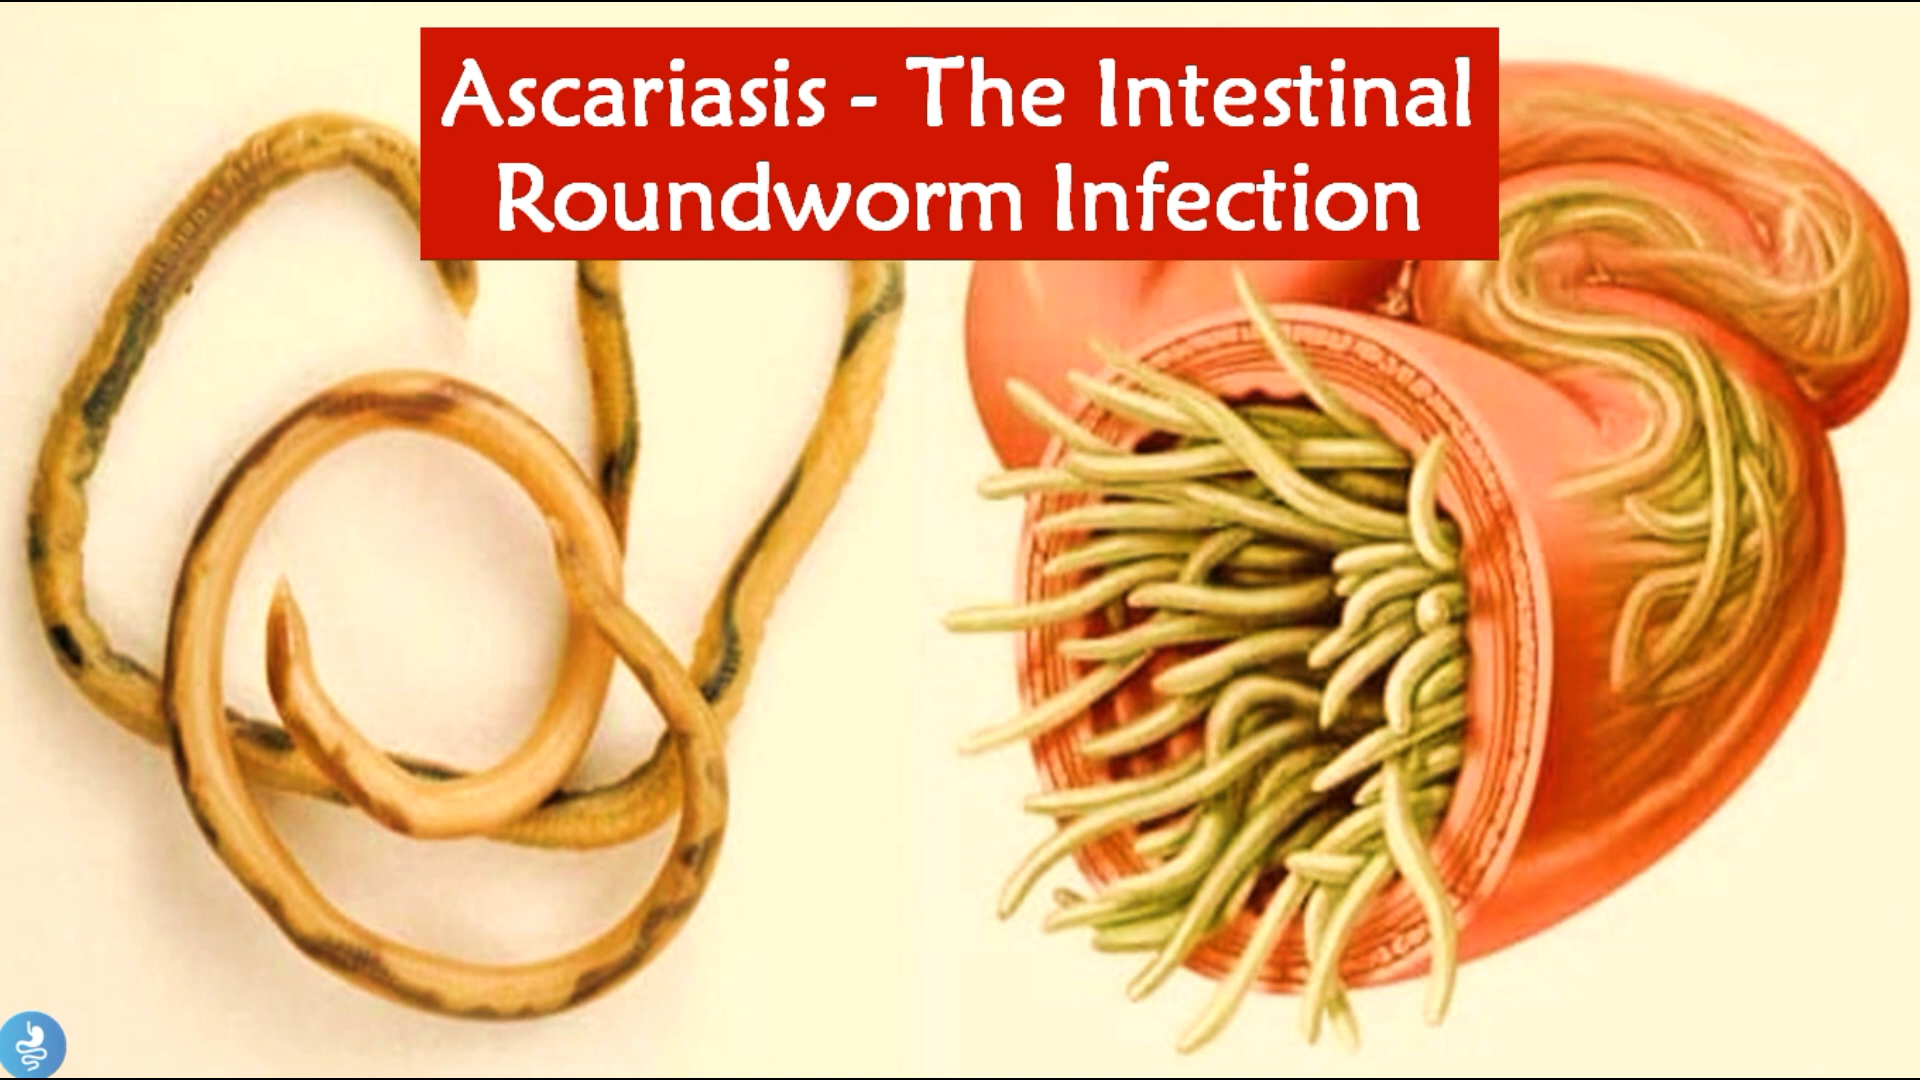 Ascariasis - The Intestinal
Roundworm Infection